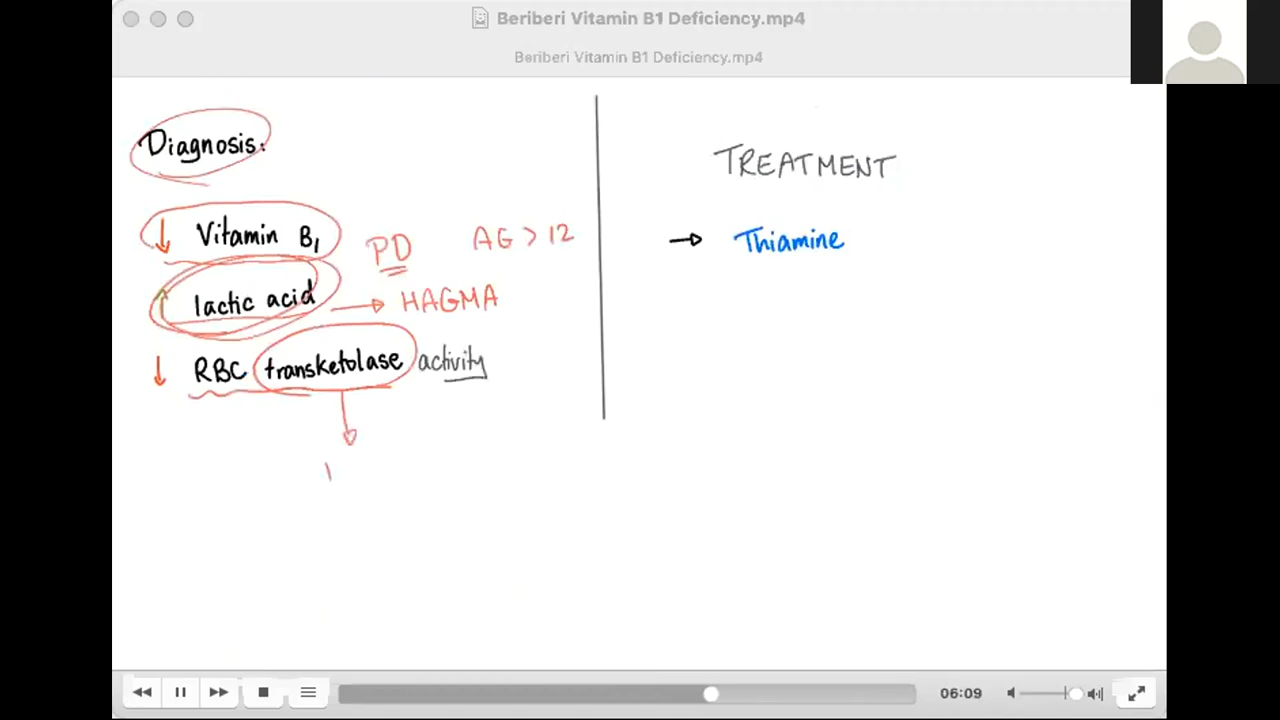 Beriberi Vitamin B1 Deficiency.mp4
Beriberi Vitamin B1 Deficiency.mp4
Diagnosis:
↓ Vitamin B₁
PD
AG > 12
↑ lactic acid → HAGMA
↓ RBC transketolase activity
TREATMENT
→ Thiamine
06:09